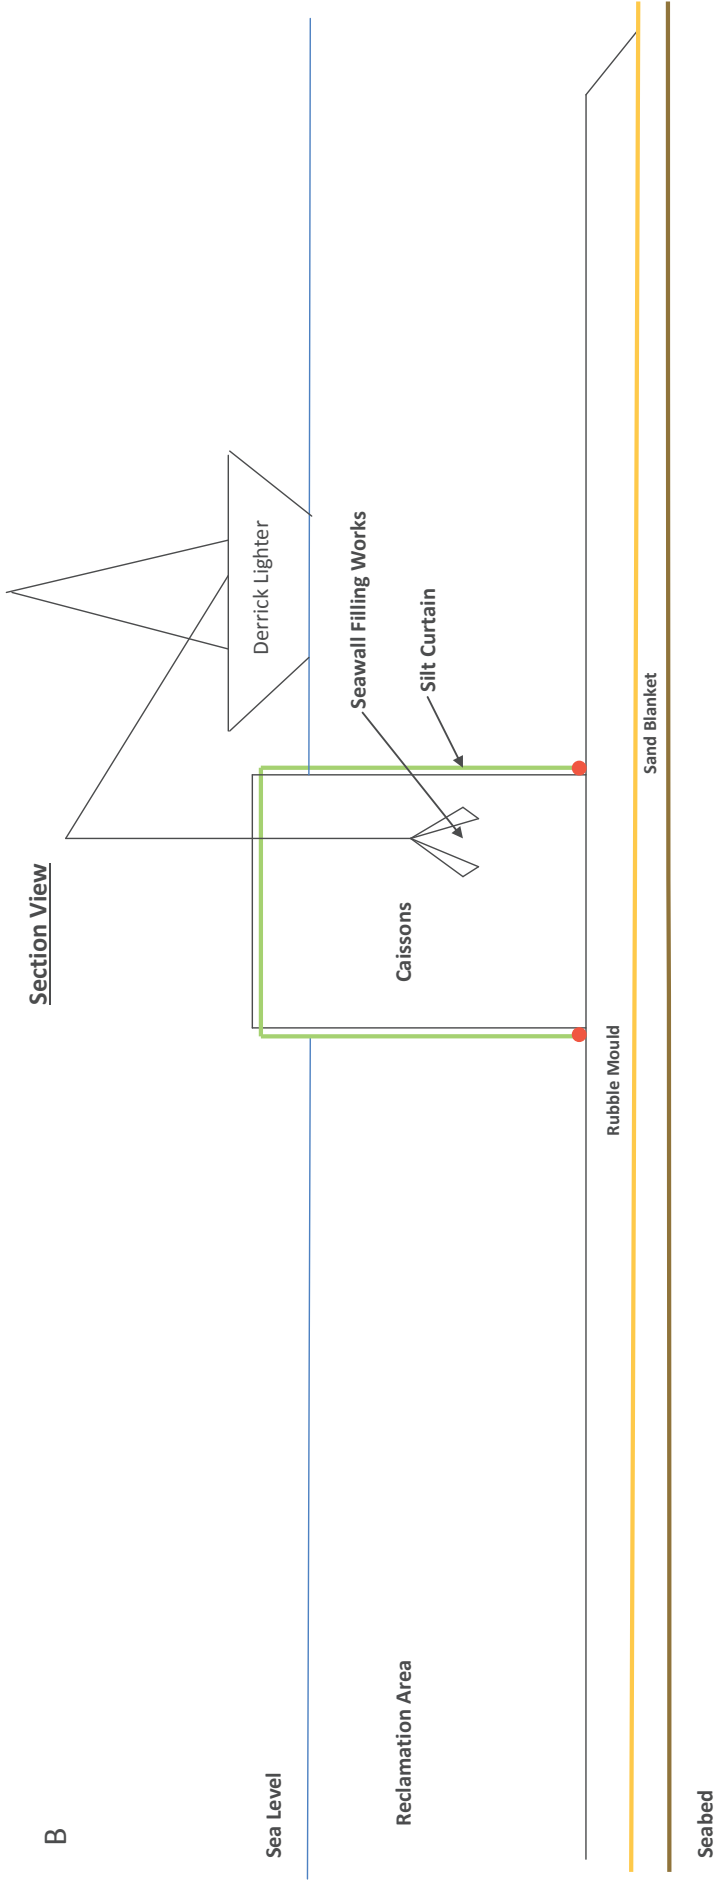 B
Section View
Derrick Lighter
Sea Level
Seawall Filling Works
Silt Curtain
Caissons
Reclamation Area
Rubble Mould
Sand Blanket
Seabed